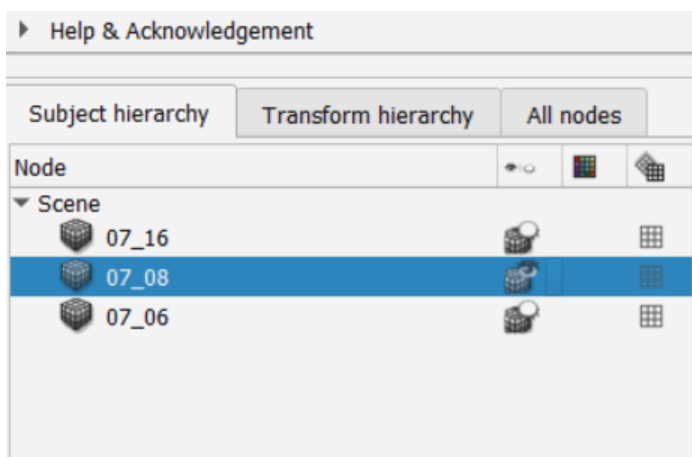 Help & Acknowledgement
Subject hierarchy Transform hierarchy All nodes
Node
Scene
07_16
07_08
07_06